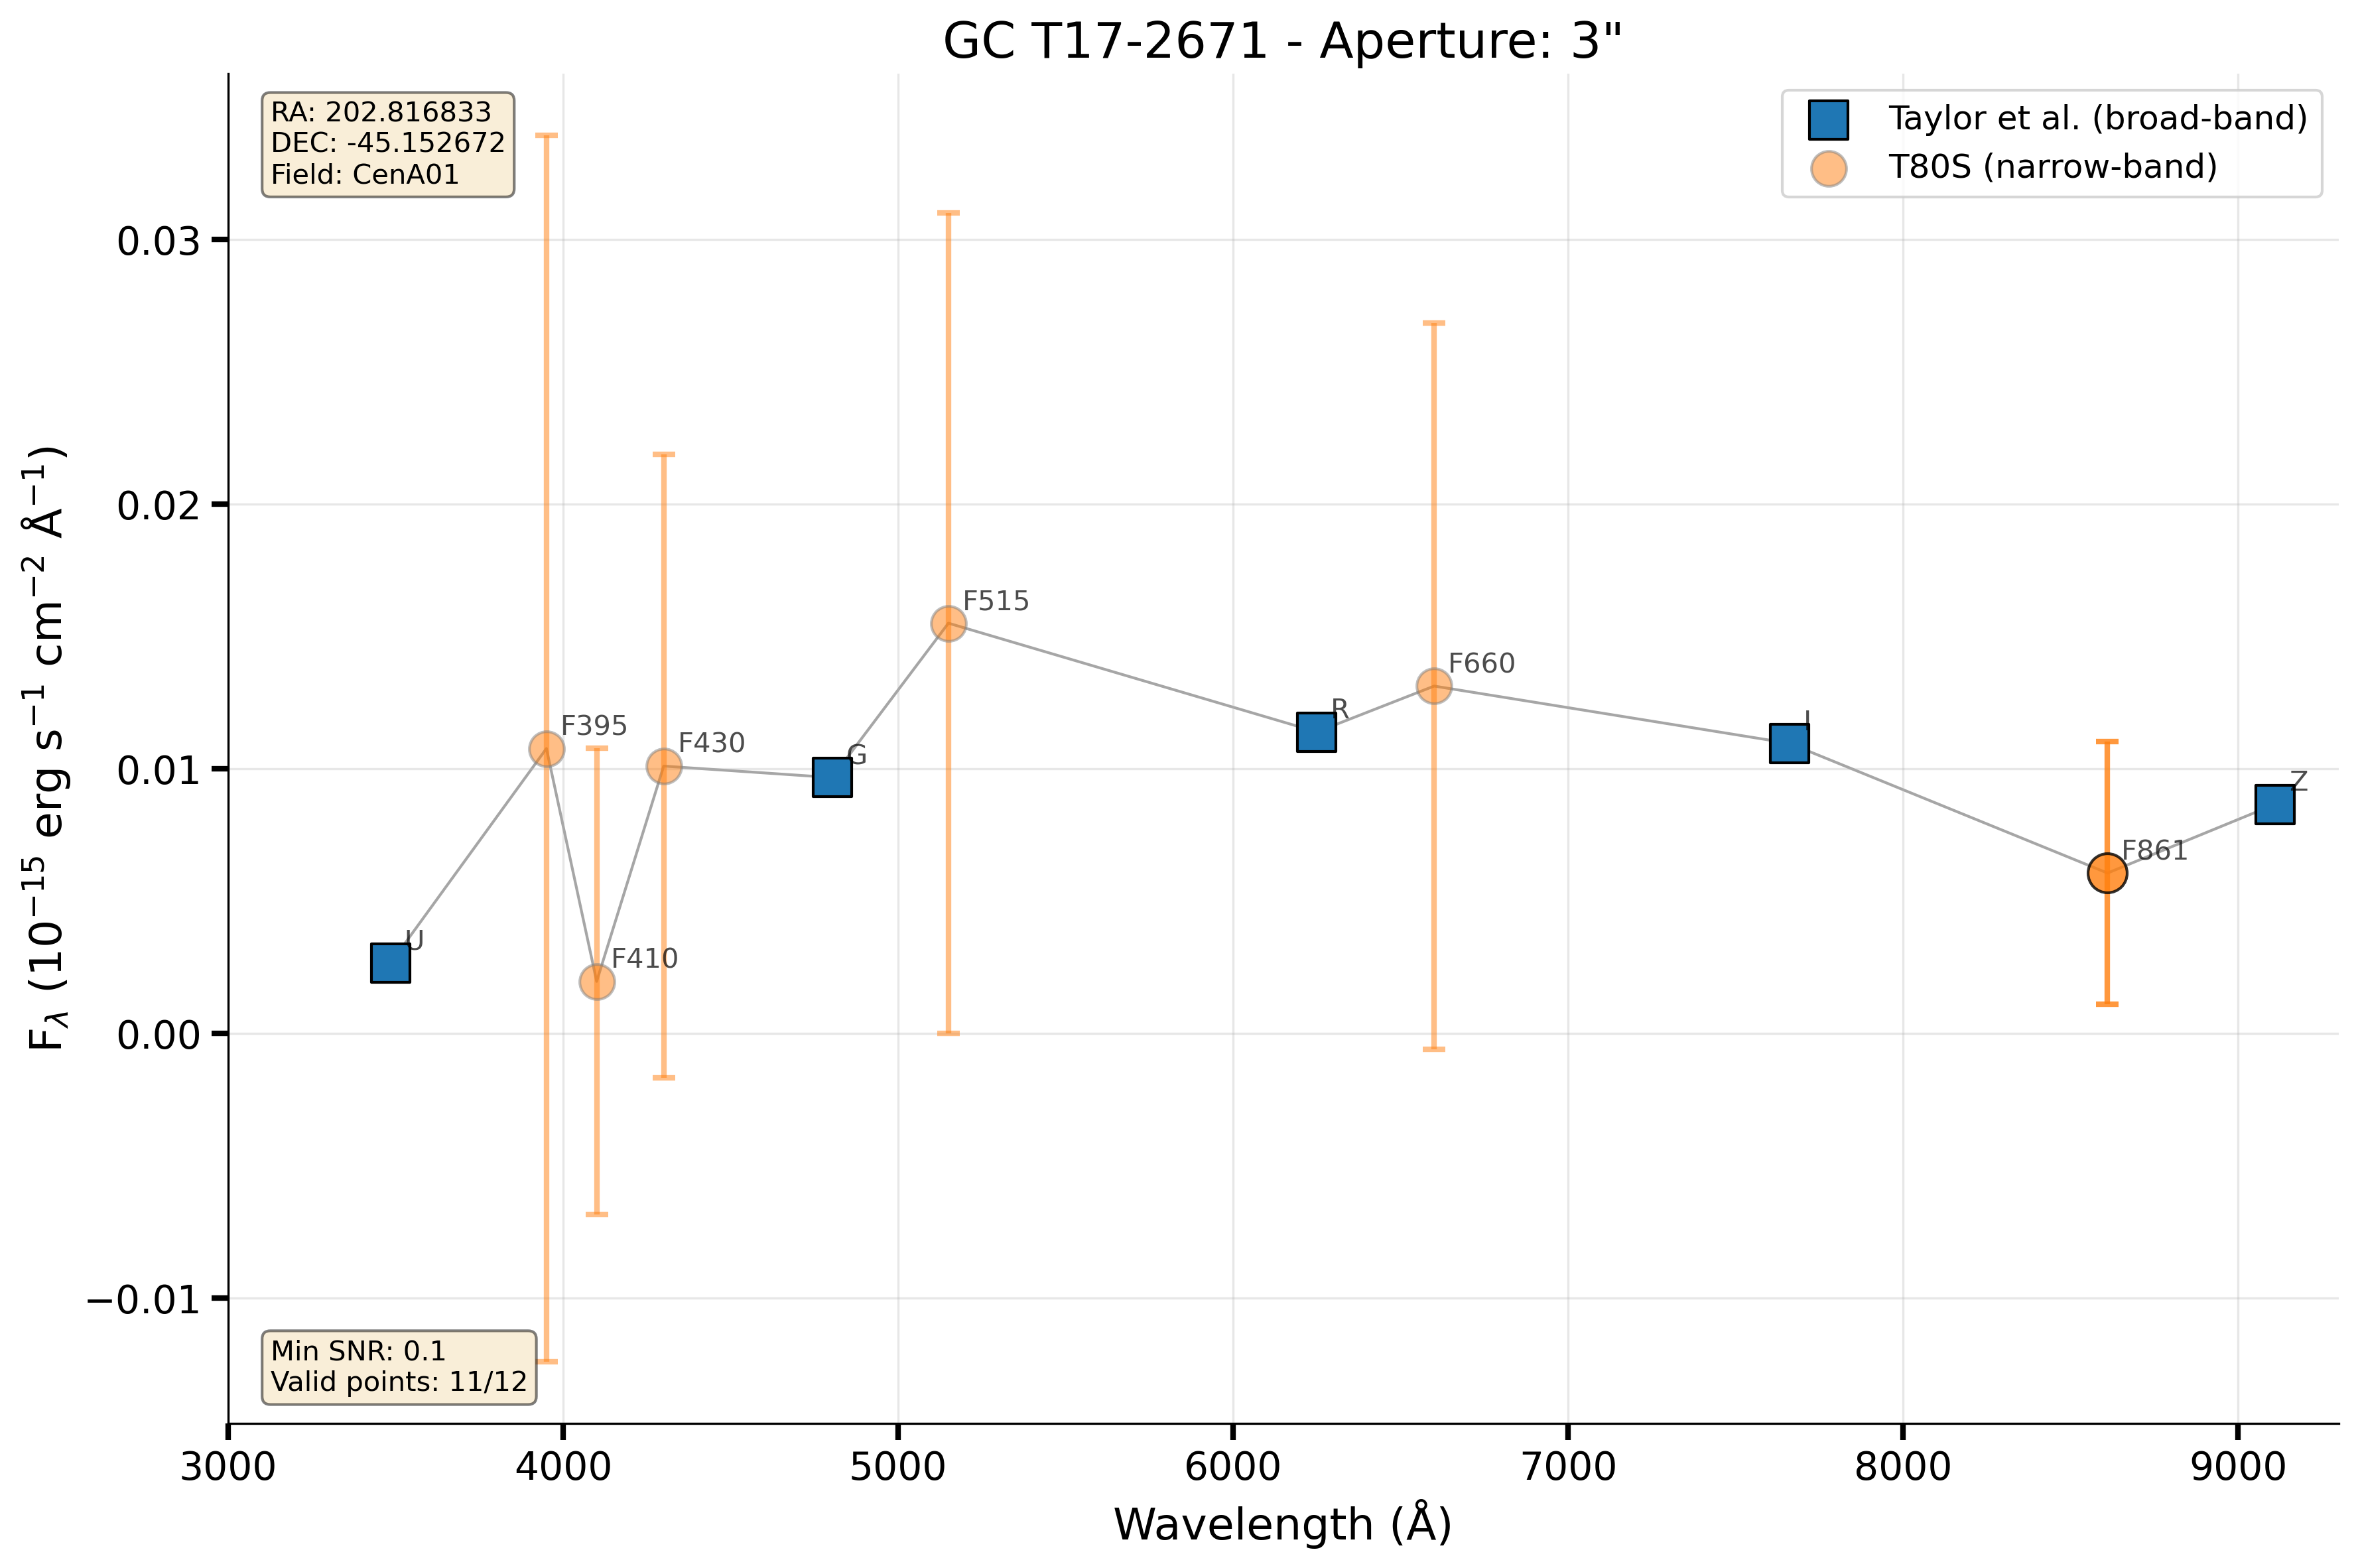 GC T17-2671 - Aperture: 3"
RA: 202.816833
DEC: -45.152672
Field: CenA01
Taylor et al. (broad-band)
T80S (narrow-band)
0.03
0.02
0.01
0.00
−0.01
F_λ (10⁻¹⁵ erg s⁻¹ cm⁻² Å⁻¹)
U
F395
F410
F430
G
F515
R
F660
I
F861
Z
Min SNR: 0.1
Valid points: 11/12
3000 4000 5000 6000 7000 8000 9000
Wavelength (Å)